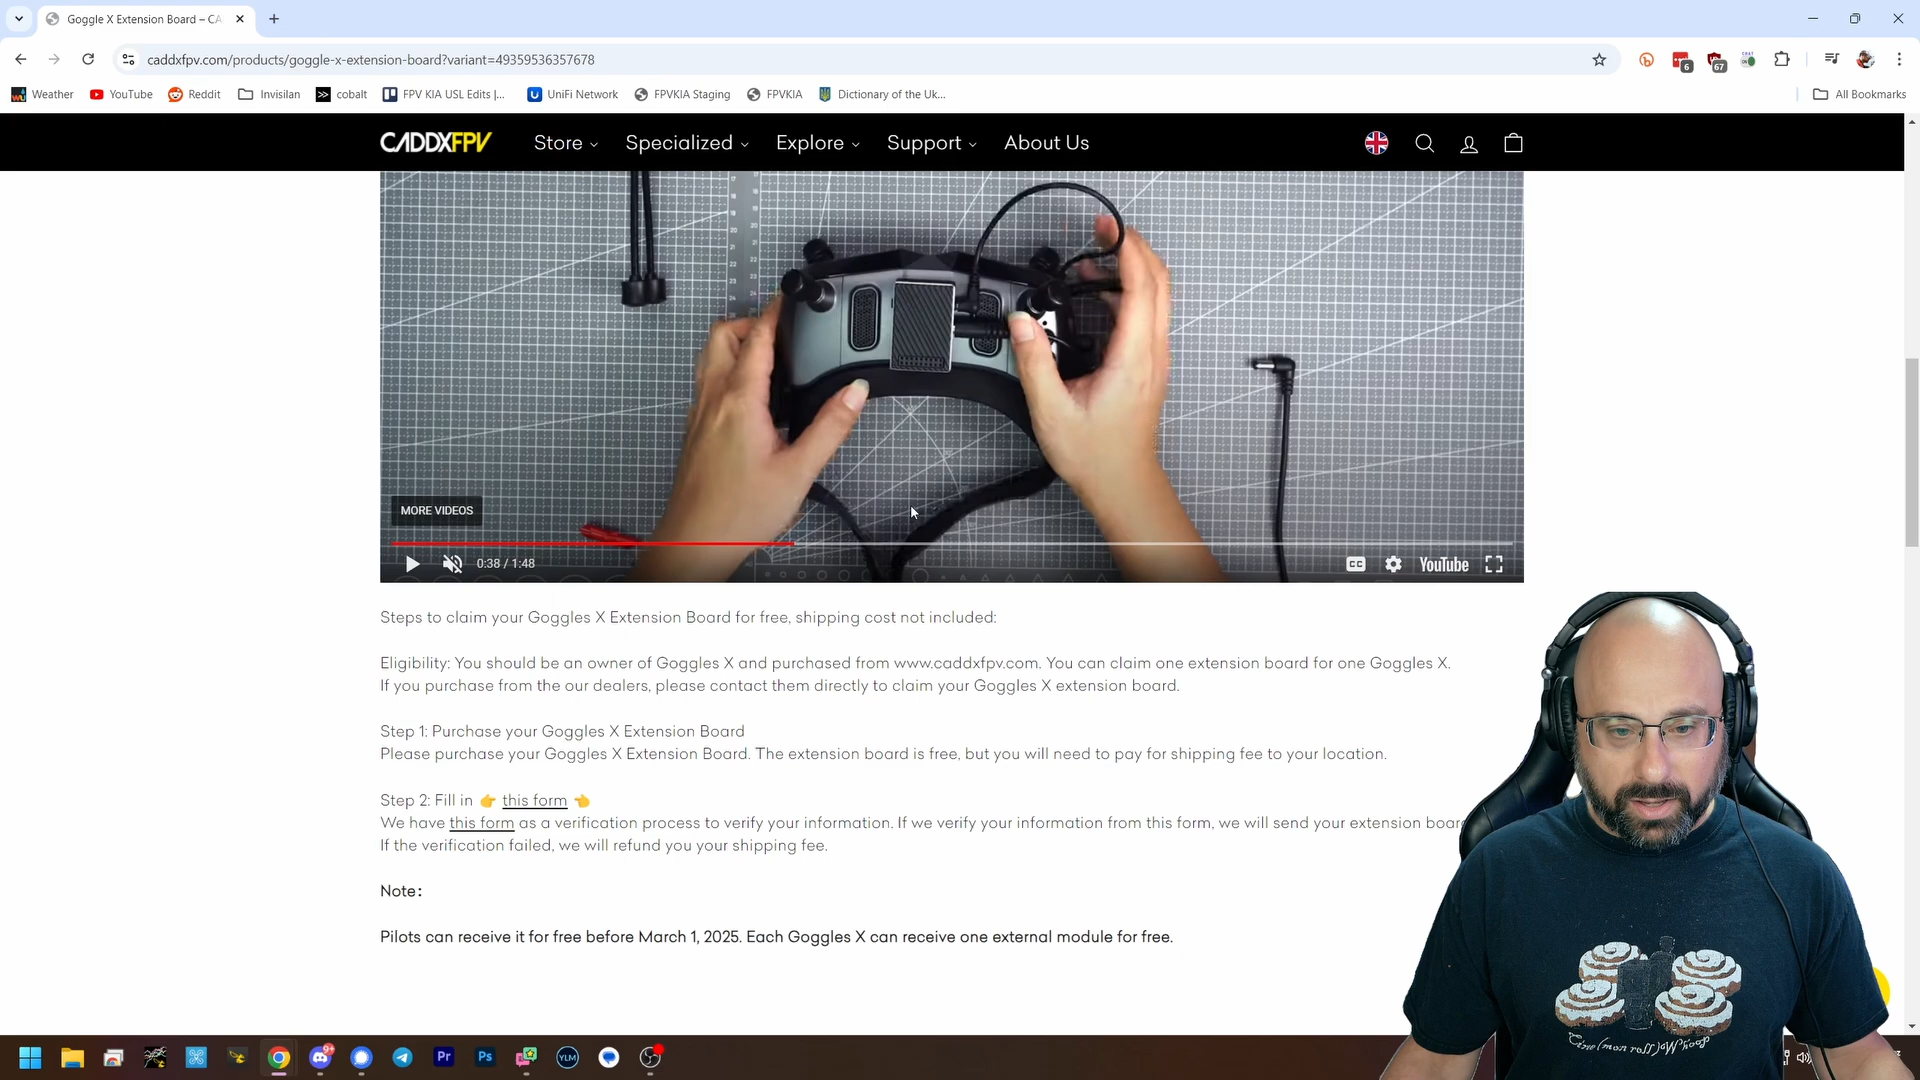 Goggle X Extension Board – CA
caddxfpv.com/products/goggle-x-extension-board?variant=49359536357678
6
67
Weather
YouTube
Reddit
Invisilan
cobalt
FPV KIA USL Edits |...
UniFi Network
FPVKIA Staging
FPVKIA
Dictionary of the Uk...
All Bookmarks
CADDXFPV
Store
Specialized
Explore
Support
About Us
MORE VIDEOS
0:38 / 1:48
CC
YouTube
Steps to claim your Goggles X Extension Board for free, shipping cost not included:
Eligibility: You should be an owner of Goggles X and purchased from www.caddxfpv.com. You can claim one extension board for one Goggles X.
If you purchase from the our dealers, please contact them directly to claim your Goggles X extension board.
Step 1: Purchase your Goggles X Extension Board
Please purchase your Goggles X Extension Board. The extension board is free, but you will need to pay for shipping fee to your location.
Step 2: Fill in 👉 this form 👈
We have this form as a verification process to verify your information. If we verify your information from this form, we will send your extension boar
If the verification failed, we will refund you your shipping fee.
Note:
Pilots can receive it for free before March 1, 2025. Each Goggles X can receive one external module for free.
9+
Pr
Ps
YLM